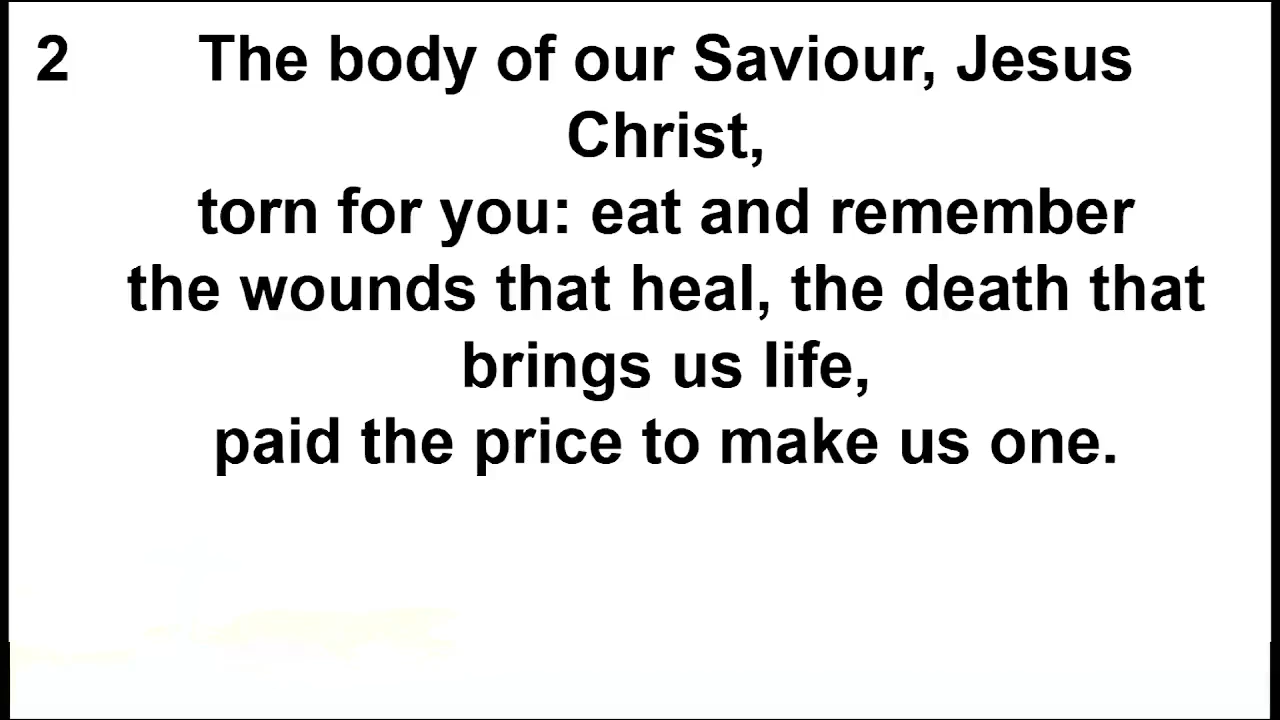 2 The body of our Saviour, Jesus
Christ,
torn for you: eat and remember
the wounds that heal, the death that
brings us life,
paid the price to make us one.